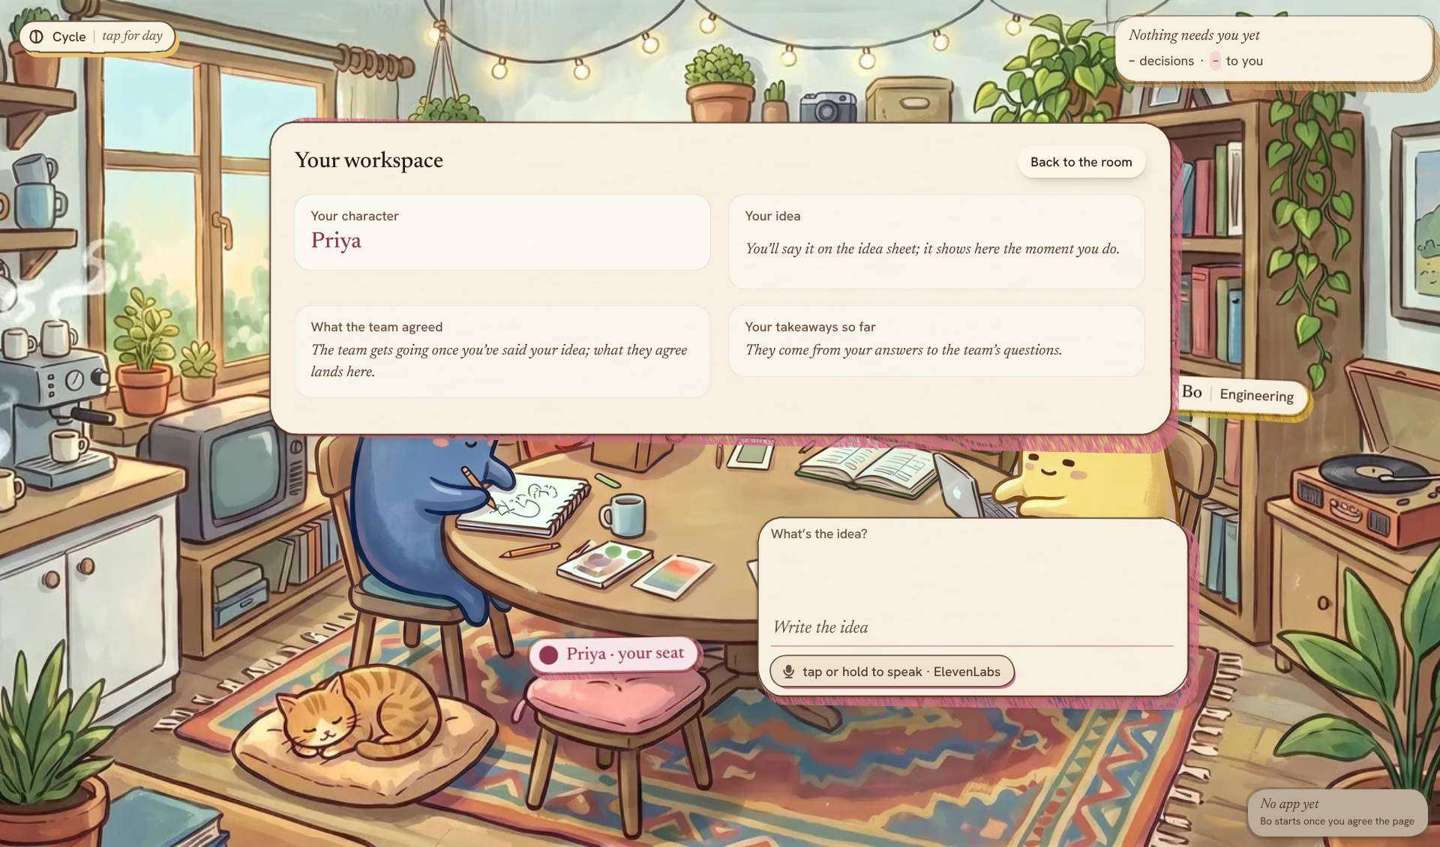 Cycle | tap for day
Nothing needs you yet
– decisions · – to you
Your workspace
Back to the room
Your character
Priya
Your idea
You'll say it on the idea sheet; it shows here the moment you do.
What the team agreed
The team gets going once you've said your idea; what they agree
lands here.
Your takeaways so far
They come from your answers to the team's questions.
Bo | Engineering
What's the idea?
Write the idea
tap or hold to speak · ElevenLabs
Priya · your seat
No app yet
Bo starts once you agree the page